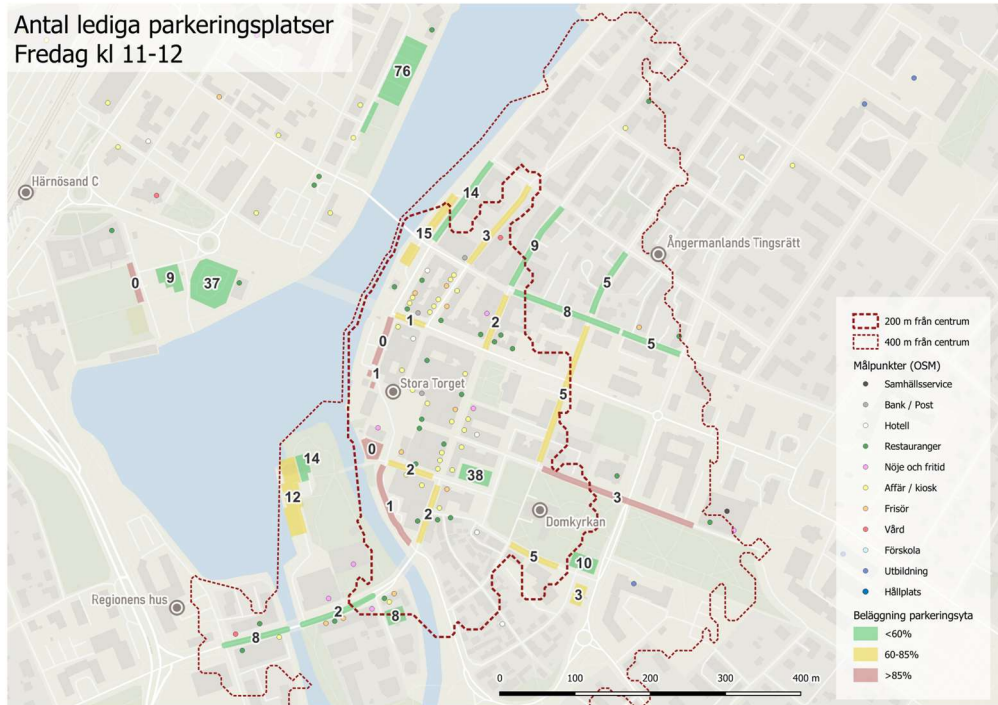 Antal lediga parkeringsplatser
Fredag kl 11-12
76
Härnösand C
14
15
3
9
Ångermanlands Tingsrätt
0
9
37
5
8
1
2
5
0
1
Stora Torget
5
0
14
2
38
12
1
2
3
Domkyrkan
5
10
3
Regionens hus
2
8
8
200 m från centrum
400 m från centrum
Målpunkter (OSM)
Samhällsservice
Bank / Post
Hotell
Restauranger
Nöje och fritid
Affär / kiosk
Frisör
Vård
Förskola
Utbildning
Hållplats
Beläggning parkeringsyta
<60%
60-85%
>85%
0 100 200 300 400 m